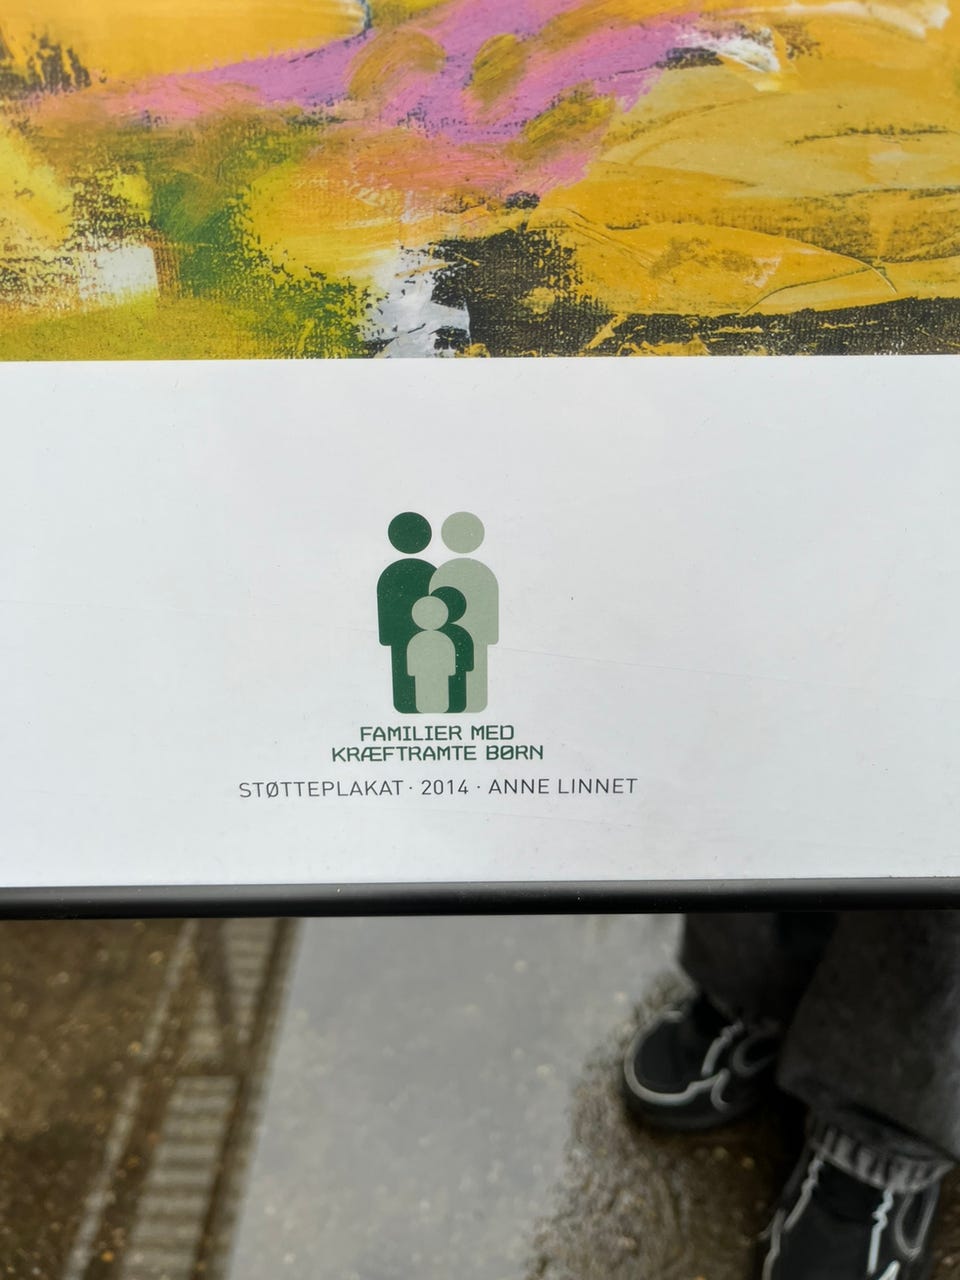 FAMILIER MED
KRÆFTRAMTE BØRN
STØTTEPLAKAT · 2014 · ANNE LINNET